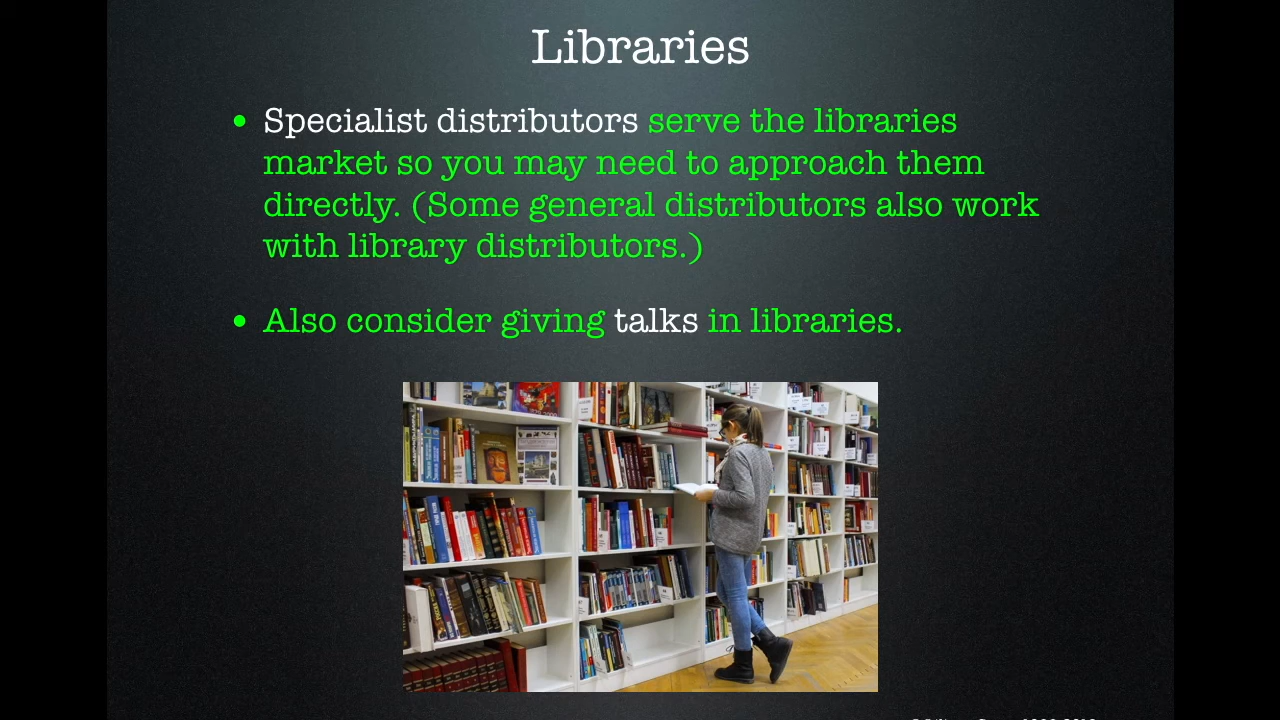 Libraries
• Specialist distributors serve the libraries
market so you may need to approach them
directly. (Some general distributors also work
with library distributors.)
• Also consider giving talks in libraries.